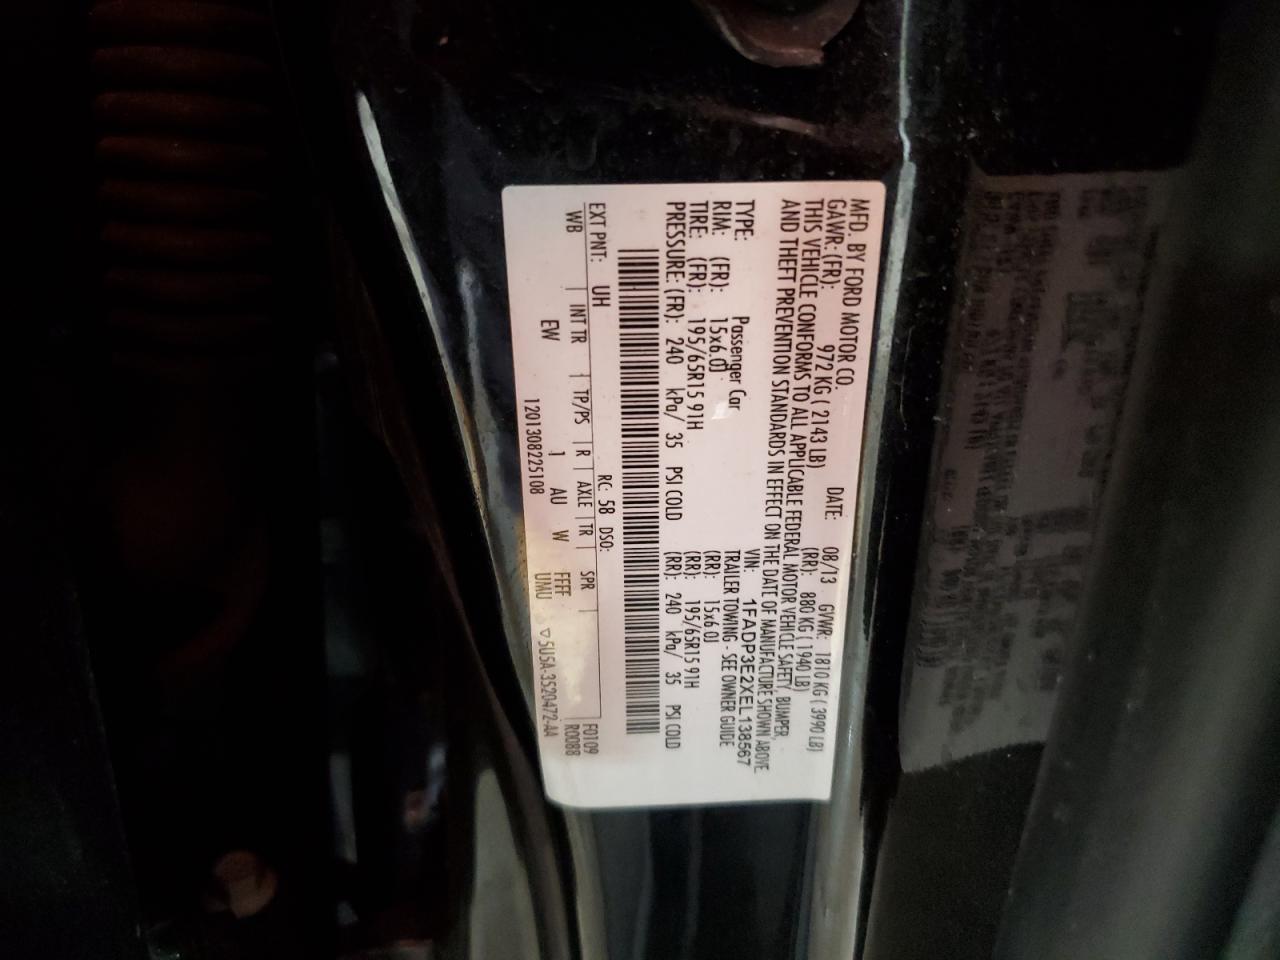 MFD. BY FORD MOTOR CO.
DATE: 08/13 GVWR: 1810 KG ( 3990 LB)
GAWR: (FR): 972 KG ( 2143 LB) (RR): 880 KG ( 1940 LB)
THIS VEHICLE CONFORMS TO ALL APPLICABLE FEDERAL MOTOR VEHICLE SAFETY, BUMPER,
AND THEFT PREVENTION STANDARDS IN EFFECT ON THE DATE OF MANUFACTURE SHOWN ABOVE
VIN: 1FADP3E2XEL138567
TYPE: Passenger Car TRAILER TOWING - SEE OWNER GUIDE
RIM: (FR): 15x6.0J (RR): 15x6.0J
TIRE: (FR): 195/65R15 91H (RR): 195/65R15 91H
PRESSURE: (FR): 240 kPa/ 35 PSI COLD (RR): 240 kPa/ 35 PSI COLD
EXT PNT: UH RC: 58 DSO: F0109
WB INT TR TP/PS R AXLE TR SPR R0088
EW 1 AU W FFFF
1201308225108 UMU ▽5U5A-3520472-AA